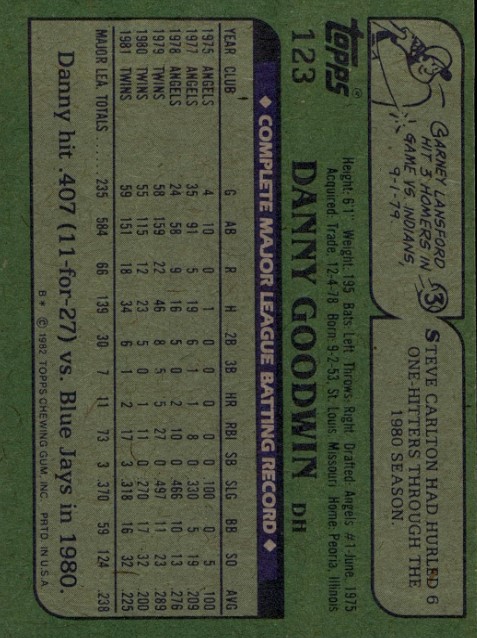 CARNEY LANSFORD
HIT 3 HOMERS IN
GAME VS. INDIANS,
9-1-79.
3
STEVE CARLTON HAD HURLED 6
ONE-HITTERS THROUGH THE
1980 SEASON.
topps®
123
DANNY GOODWIN DH
Height: 6'1" Weight: 195 Bats: Left Throws: Right Drafted: Angels #1-June, 1975
Acquired: Trade, 12-4-78 Born: 9-2-53, St. Louis, Missouri Home: Peoria, Illinois
◆ COMPLETE MAJOR LEAGUE BATTING RECORD ◆
YEAR CLUB G AB R H 2B 3B HR RBI SB SLG BB SO AVG
1975 ANGELS 4 10 0 1 0 0 0 0 0 .100 0 5 .100
1977 ANGELS 35 91 5 19 6 1 1 8 0 .330 5 19 .209
1978 ANGELS 24 58 9 16 5 0 2 10 0 .466 10 13 .276
1979 TWINS 58 159 22 46 8 5 5 27 0 .497 11 23 .289
1980 TWINS 55 115 12 23 5 0 1 11 0 .270 17 32 .200
1981 TWINS 59 151 18 34 6 1 2 17 3 .318 16 32 .225
MAJOR LEA. TOTALS ..... 235 584 66 139 30 7 11 73 3 .370 59 124 .238
Danny hit .407 (11-for-27) vs. Blue Jays in 1980.
B * © 1982 TOPPS CHEWING GUM, INC. PRTD. IN U.S.A.